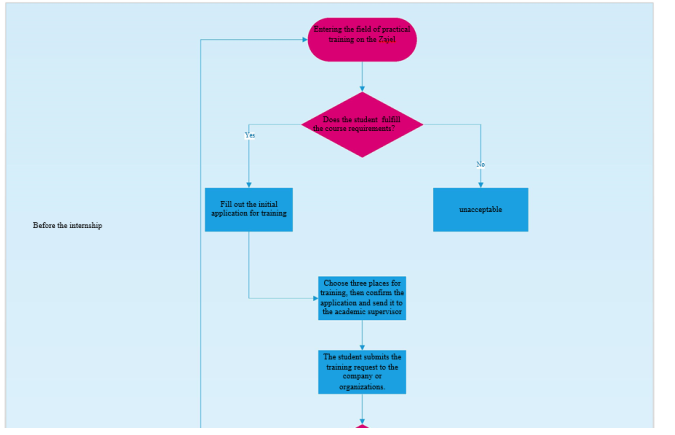 Entering the field of practical
training on the Zajel
Does the student fulfill
the course requirements?
Yes
No
Fill out the initial
application for training
unacceptable
Before the internship
Choose three places for
training, then confirm the
application and send it to
the academic supervisor
The student submits the
training request to the
company or
organizations.